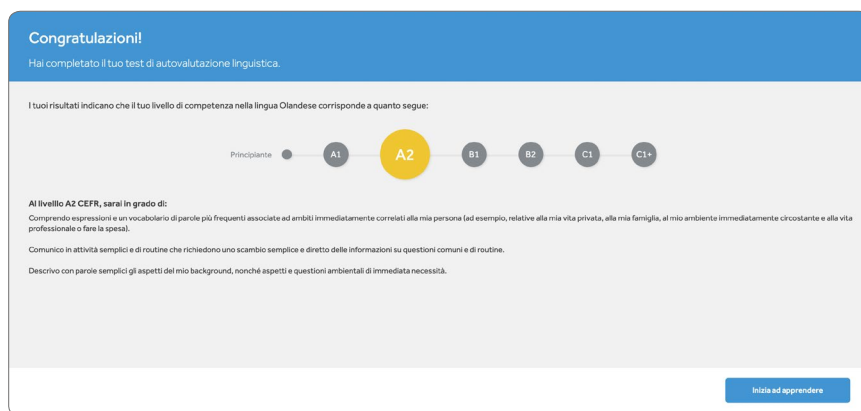 Congratulazioni!
Hai completato il tuo test di autovalutazione linguistica.
I tuoi risultati indicano che il tuo livello di competenza nella lingua Olandese corrisponde a quanto segue:
Principiante A1 A2 B1 B2 C1 C1+
Al livelllo A2 CEFR, sarai in grado di:
Comprendo espressioni e un vocabolario di parole più frequenti associate ad ambiti immediatamente correlati alla mia persona (ad esempio, relative alla mia vita privata, alla mia famiglia, al mio ambiente immediatamente circostante e alla vita
professionale o fare la spesa).
Comunico in attività semplici e di routine che richiedono uno scambio semplice e diretto delle informazioni su questioni comuni e di routine.
Descrivo con parole semplici gli aspetti del mio background, nonché aspetti e questioni ambientali di immediata necessità.
Inizia ad apprendere